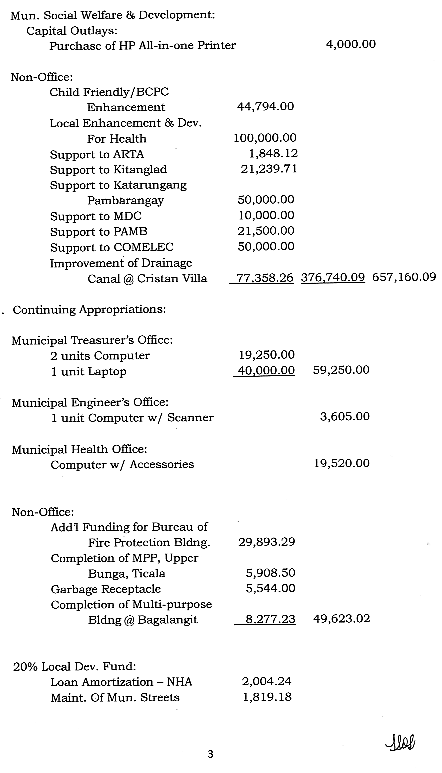 Mun. Social Welfare & Development:
Capital Outlays:
Purchase of HP All-in-one Printer 4,000.00
Non-Office:
Child Friendly/BCPC
Enhancement 44,794.00
Local Enhancement & Dev.
For Health 100,000.00
Support to ARTA 1,848.12
Support to Kitanglad 21,239.71
Support to Katarungang
Pambarangay 50,000.00
Support to MDC 10,000.00
Support to PAMB 21,500.00
Support to COMELEC 50,000.00
Improvement of Drainage
Canal @ Cristan Villa 77,358.26 376,740.09 657,160.09
. Continuing Appropriations:
Municipal Treasurer's Office:
2 units Computer 19,250.00
1 unit Laptop 40,000.00 59,250.00
Municipal Engineer's Office:
1 unit Computer w/ Scanner 3,605.00
Municipal Health Office:
Computer w/ Accessories 19,520.00
Non-Office:
Add'l Funding for Bureau of
Fire Protection Bldng. 29,893.29
Completion of MPP, Upper
Bunga, Ticala 5,908.50
Garbage Receptacle 5,544.00
Completion of Multi-purpose
Bldng @ Bagalangit 8,277.23 49,623.02
20% Local Dev. Fund:
Loan Amortization – NHA 2,004.24
Maint. Of Mun. Streets 1,819.18
3